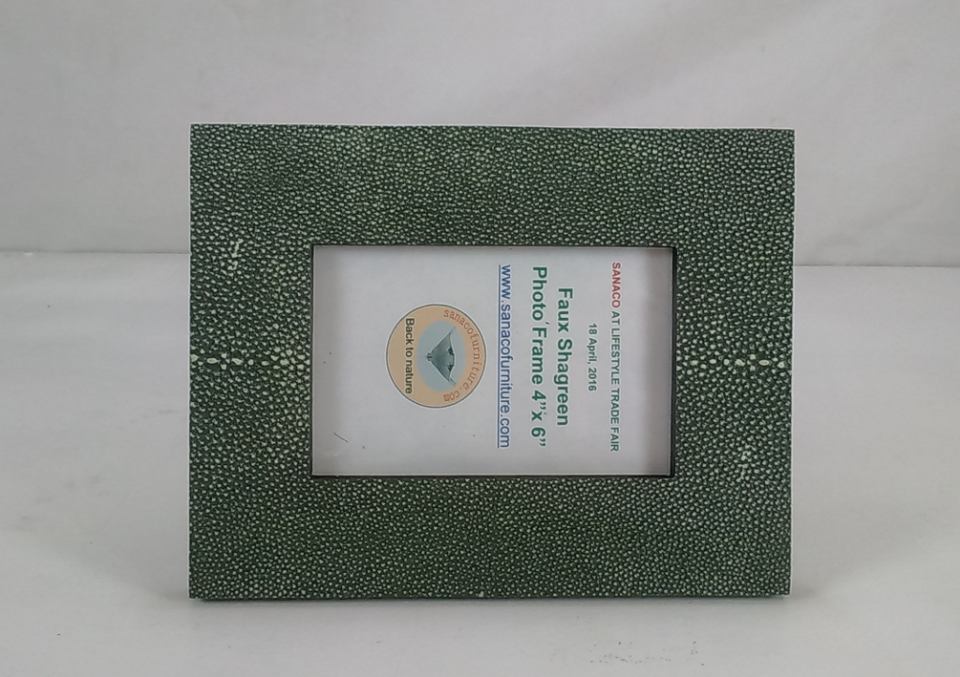 SANACO AT LIFESTYLE TRADE FAIR
18 April, 2016
Faux Shagreen
Photo Frame 4’’x 6’’
www.sanacofurniture.com
sanacofurniture.com
Back to nature